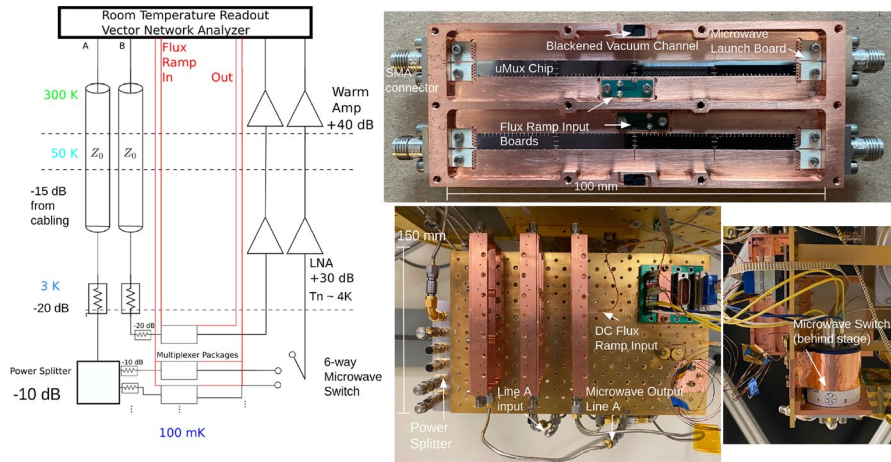 Room Temperature Readout
Vector Network Analyzer
A
B
Flux
Ramp
In
Out
300 K
Warm
Amp
+40 dB
50 K
Z0
Z0
-15 dB
from
cabling
LNA
+30 dB
Tn ~ 4K
3 K
-20 dB
-20 dB
Multiplexer Packages
Power Splitter
-10 dB
-10 dB
-10 dB
6-way
Microwave
Switch
100 mK
Blackened Vacuum Channel
Microwave
Launch Board
uMux Chip
SMA
connector
Flux Ramp Input
Boards
100 mm
150 mm
DC Flux
Ramp Input
Line A
input
Microwave Output
Line A
Power
Splitter
Microwave Switch
(behind stage)